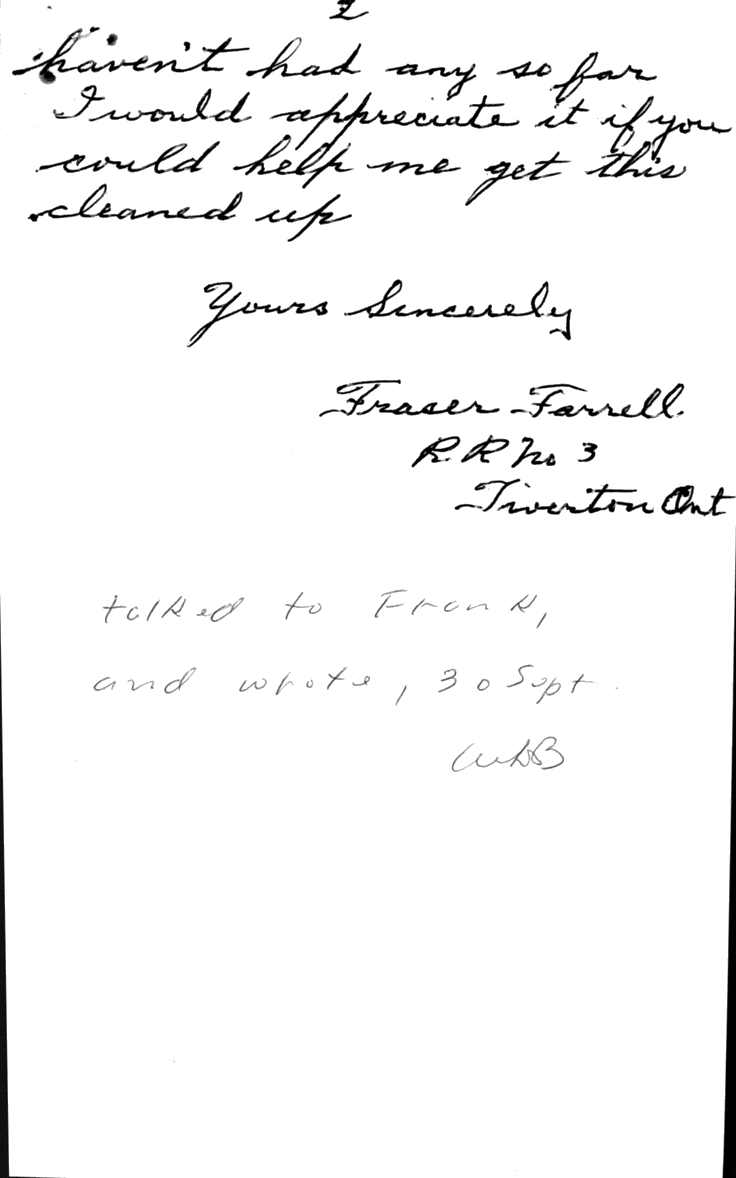 2
haven't had any so far
I would appreciate it if you
could help me get this
cleaned up
Yours Sincerely
Fraser Farrell
R.R No 3
Tiverton Ont
talked to Frank,
and wrote, 30 Sept.